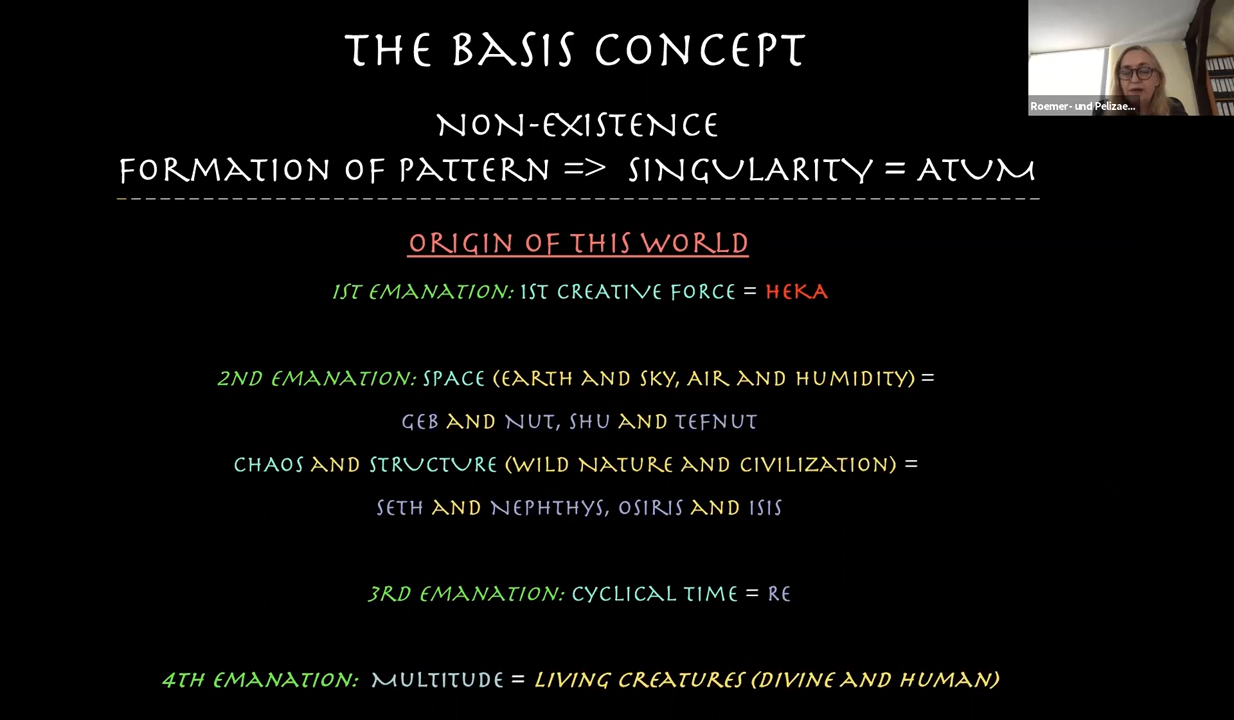 THE BASIS CONCEPT
Roemer- und Pelizae...
NON-EXISTENCE
FORMATION OF PATTERN => SINGULARITY = ATUM
ORIGIN OF THIS WORLD
1ST EMANATION: 1ST CREATIVE FORCE = HEKA
2ND EMANATION: SPACE (EARTH AND SKY, AIR AND HUMIDITY) =
GEB AND NUT, SHU AND TEFNUT
CHAOS AND STRUCTURE (WILD NATURE AND CIVILIZATION) =
SETH AND NEPHTHYS, OSIRIS AND ISIS
3RD EMANATION: CYCLICAL TIME = RE
4TH EMANATION: MULTITUDE = LIVING CREATURES (DIVINE AND HUMAN)